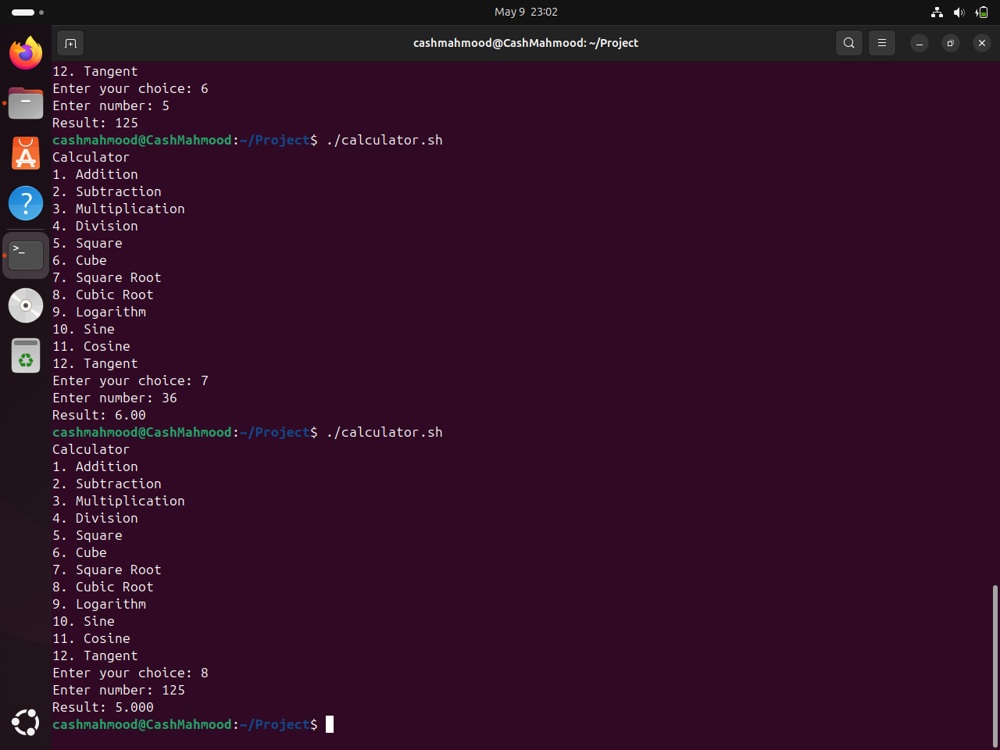 May 9 23:02
cashmahmood@CashMahmood: ~/Project
12. Tangent
Enter your choice: 6
Enter number: 5
Result: 125
cashmahmood@CashMahmood:~/Project$ ./calculator.sh
Calculator
1. Addition
2. Subtraction
3. Multiplication
4. Division
5. Square
6. Cube
7. Square Root
8. Cubic Root
9. Logarithm
10. Sine
11. Cosine
12. Tangent
Enter your choice: 7
Enter number: 36
Result: 6.00
cashmahmood@CashMahmood:~/Project$ ./calculator.sh
Calculator
1. Addition
2. Subtraction
3. Multiplication
4. Division
5. Square
6. Cube
7. Square Root
8. Cubic Root
9. Logarithm
10. Sine
11. Cosine
12. Tangent
Enter your choice: 8
Enter number: 125
Result: 5.000
cashmahmood@CashMahmood:~/Project$